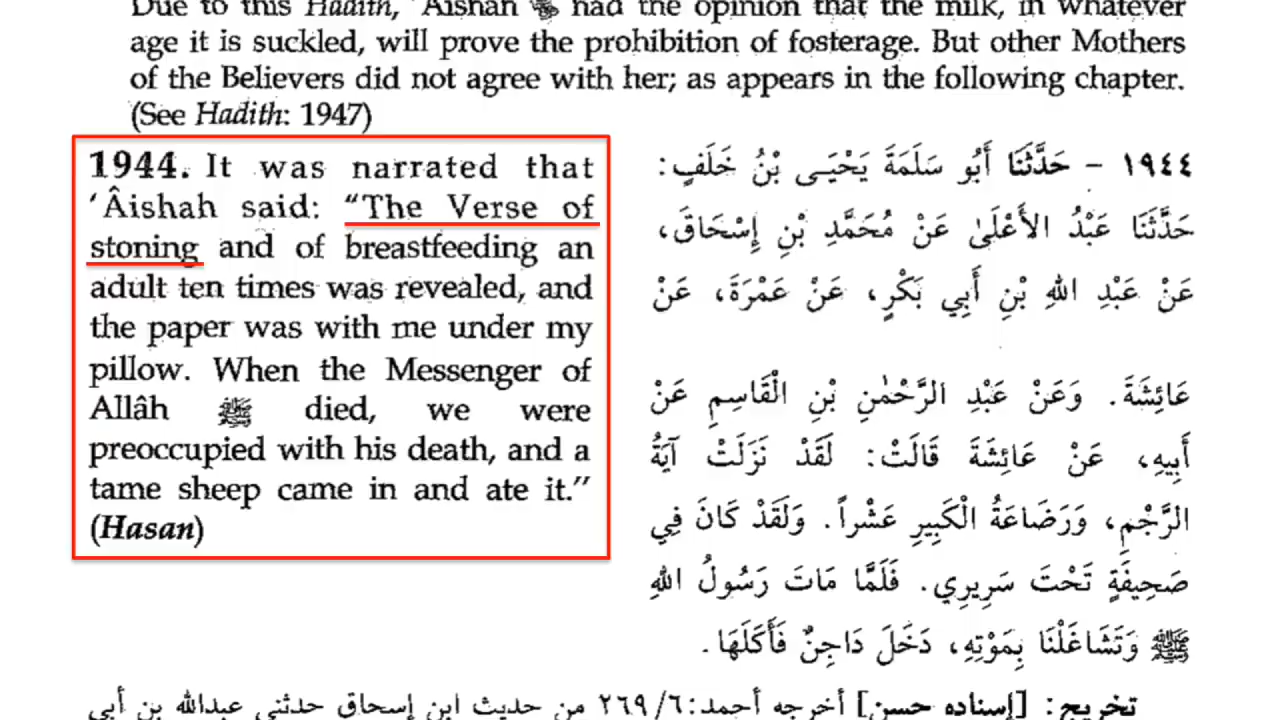 Due to this Hadith, 'Aishah had the opinion that the milk, in whatever
age it is suckled, will prove the prohibition of fosterage. But other Mothers
of the Believers did not agree with her; as appears in the following chapter.
(See Hadith: 1947)
1944. It was narrated that
'Âishah said: “The Verse of
stoning and of breastfeeding an
adult ten times was revealed, and
the paper was with me under my
pillow. When the Messenger of
Allâh ﷺ died, we were
preoccupied with his death, and a
tame sheep came in and ate it.”
(Hasan)
١٩٤٤ - حَدَّثَنَا أَبُو سَلَمَةَ يَحْيَى بْنُ خَلَفٍ:
حَدَّثَنَا عَبْدُ الأَعْلَىٰ عَنْ مُحَمَّدِ بْنِ إِسْحَاقَ،
عَنْ عَبْدِ اللهِ بْنِ أَبِي بَكْرٍ، عَنْ عَمْرَةَ، عَنْ
عَائِشَةَ. وَعَنْ عَبْدِ الرَّحْمٰنِ بْنِ الْقَاسِمِ عَنْ
أَبِيهِ، عَنْ عَائِشَةَ قَالَتْ: لَقَدْ نَزَلَتْ آيَةُ
الرَّجْمِ، وَرَضَاعَةُ الْكَبِيرِ عَشْراً. وَلَقَدْ كَانَ فِي
صَحِيفَةٍ تَحْتَ سَرِيرِي. فَلَمَّا مَاتَ رَسُولُ اللهِ
ﷺ وَتَشَاغَلْنَا بِمَوْتِهِ، دَخَلَ دَاجِنٌ فَأَكَلَهَا.
تخريج: [إسناده حسن] أخرجه أحمد: ٢٦٩/٦ من حديث ابن إسحاق حدثني عبدالله بن أبي